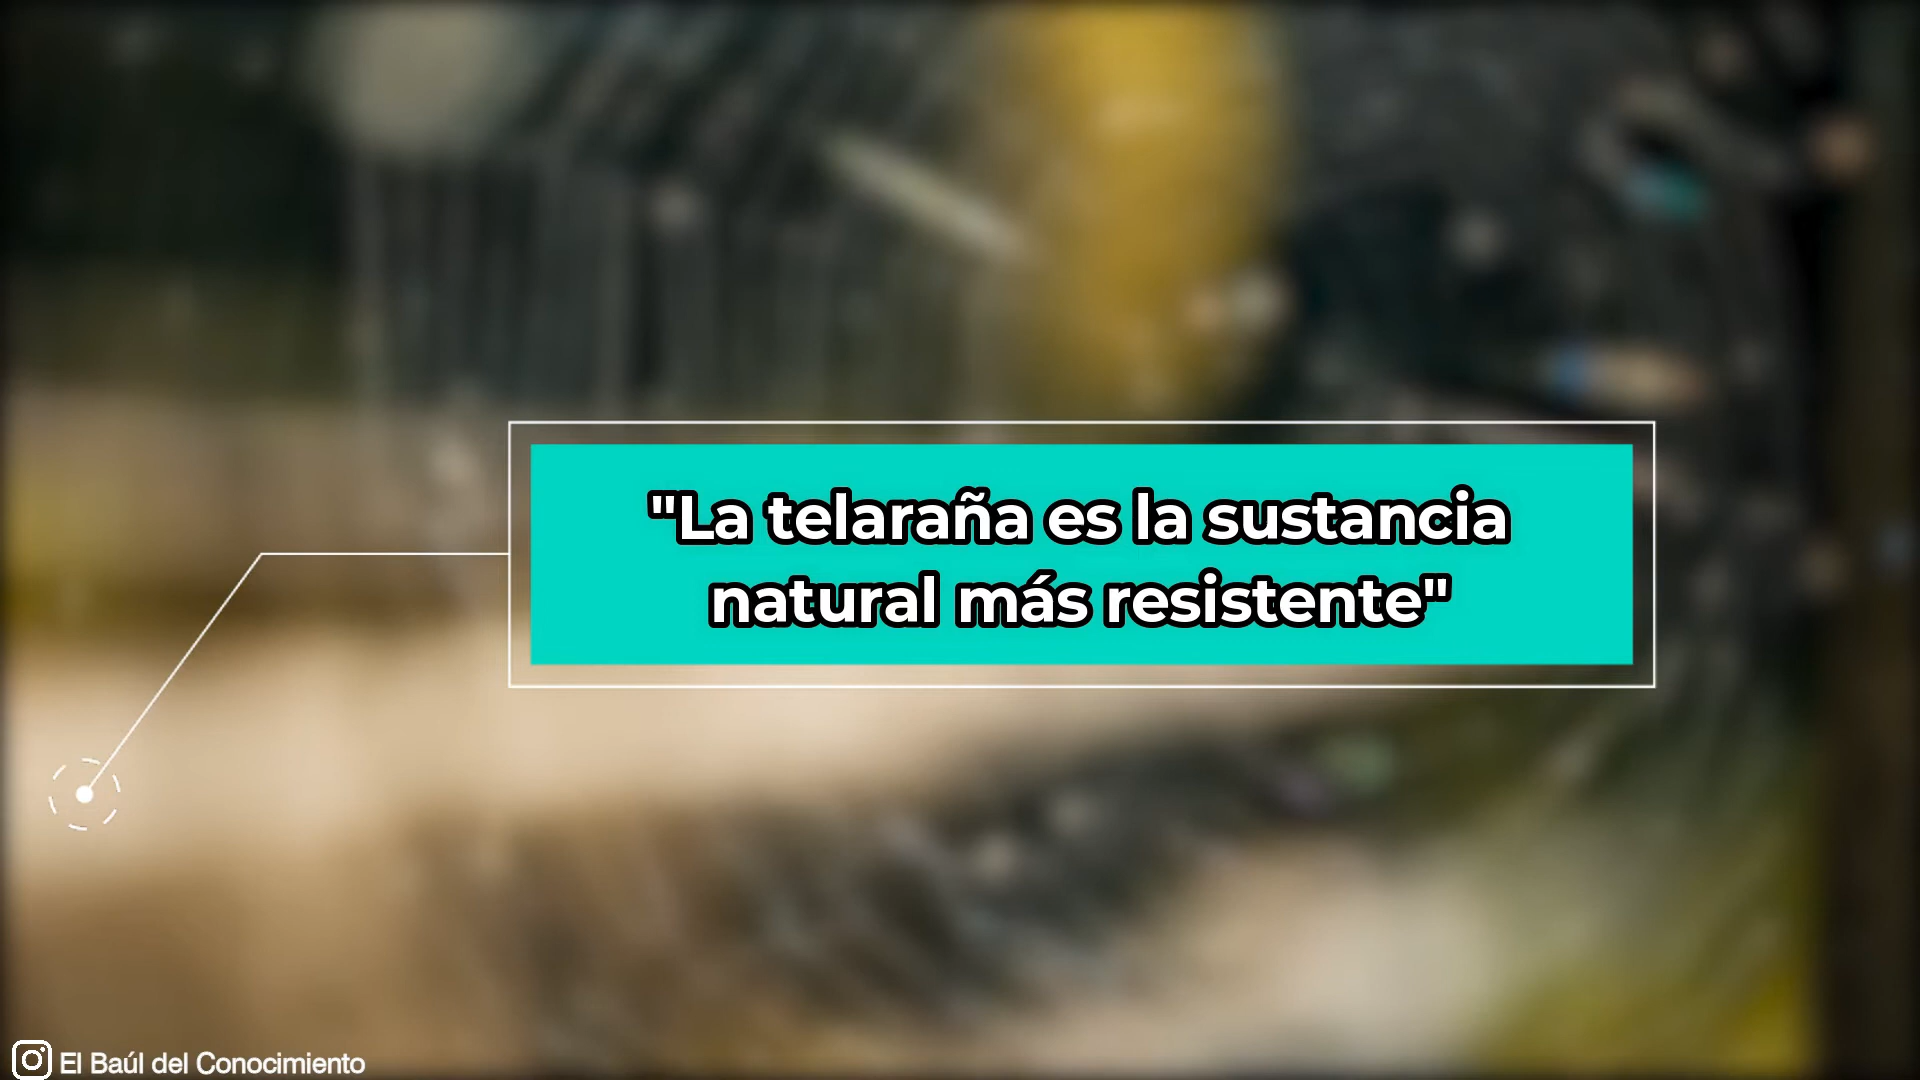 "La telaraña es la sustancia
natural más resistente"
El Baúl del Conocimiento